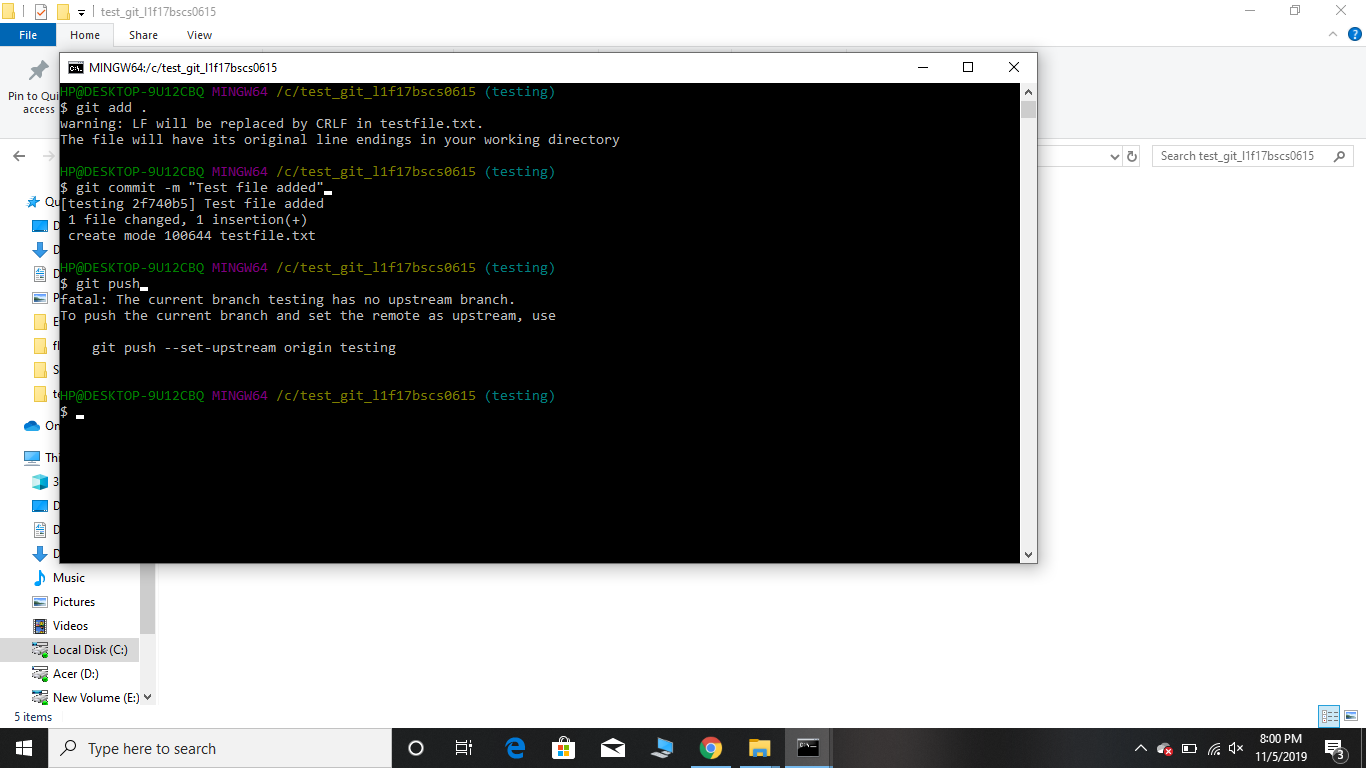 test_git_l1f17bscs0615
File Home Share View
MINGW64:/c/test_git_l1f17bscs0615
Pin to Qui
access
HP@DESKTOP-9U12CBQ MINGW64 /c/test_git_l1f17bscs0615 (testing)
$ git add .
warning: LF will be replaced by CRLF in testfile.txt.
The file will have its original line endings in your working directory
HP@DESKTOP-9U12CBQ MINGW64 /c/test_git_l1f17bscs0615 (testing)
$ git commit -m "Test file added"
[testing 2f740b5] Test file added
1 file changed, 1 insertion(+)
create mode 100644 testfile.txt
HP@DESKTOP-9U12CBQ MINGW64 /c/test_git_l1f17bscs0615 (testing)
$ git push
fatal: The current branch testing has no upstream branch.
To push the current branch and set the remote as upstream, use
git push --set-upstream origin testing
HP@DESKTOP-9U12CBQ MINGW64 /c/test_git_l1f17bscs0615 (testing)
$
Search test_git_l1f17bscs0615
Music
Pictures
Videos
Local Disk (C:)
Acer (D:)
New Volume (E:)
5 items
Type here to search
8:00 PM
11/5/2019
3